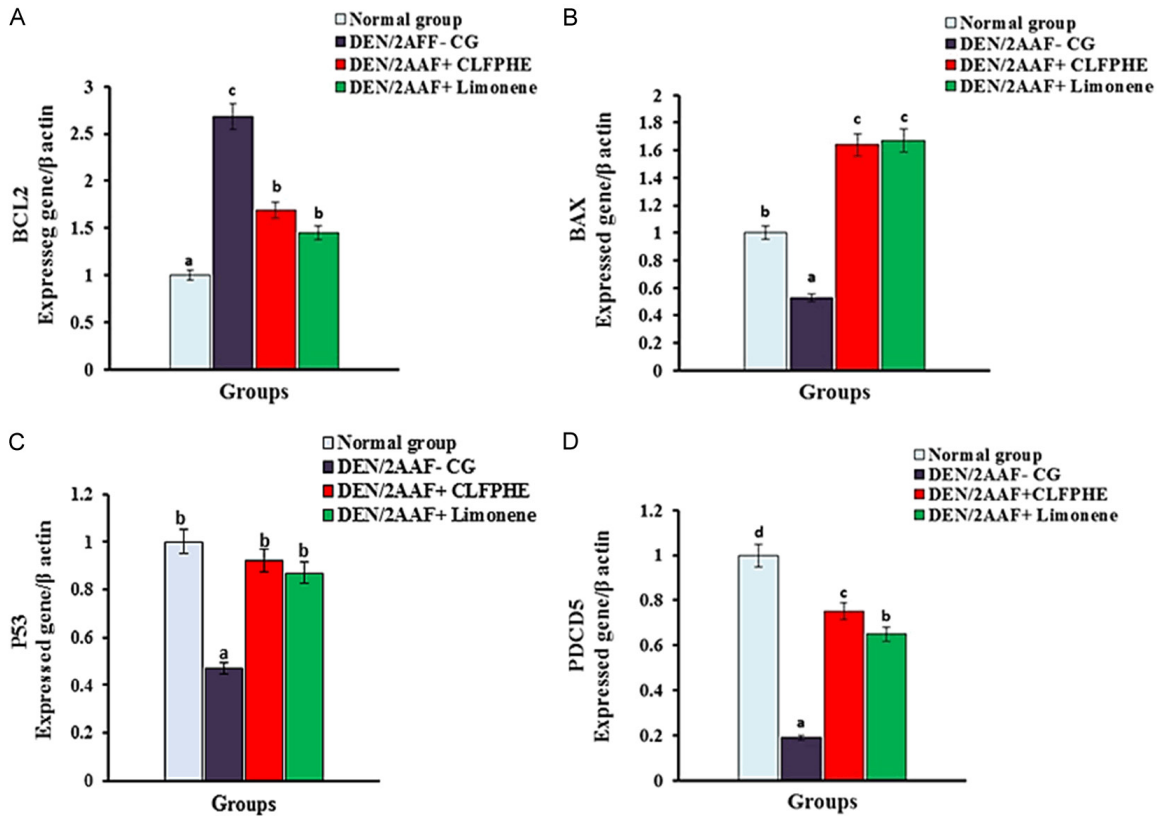 A
Normal group
DEN/2AFF- CG
DEN/2AAF+ CLFPHE
DEN/2AAF+ Limonene
BCL2
Expresseg gene/β actin
3
2.5
2
1.5
1
0.5
0
a
c
b
b
Groups
B
Normal group
DEN/2AAF- CG
DEN/2AAF+ CLFPHE
DEN/2AAF+ Limonene
BAX
Expressed gene/β actin
2
1.8
1.6
1.4
1.2
1
0.8
0.6
0.4
0.2
0
b
a
c
c
Groups
C
Normal group
DEN/2AAF- CG
DEN/2AAF+ CLFPHE
DEN/2AAF+ Limonene
P53
Expressed gene/β actin
1.2
1
0.8
0.6
0.4
0.2
0
b
a
b
b
Groups
D
Normal group
DEN/2AAF- CG
DEN/2AAF+CLFPHE
DEN/2AAF+ Limonene
PDCD5
Expressed gene/β actin
1.2
1
0.8
0.6
0.4
0.2
0
d
a
c
b
Groups